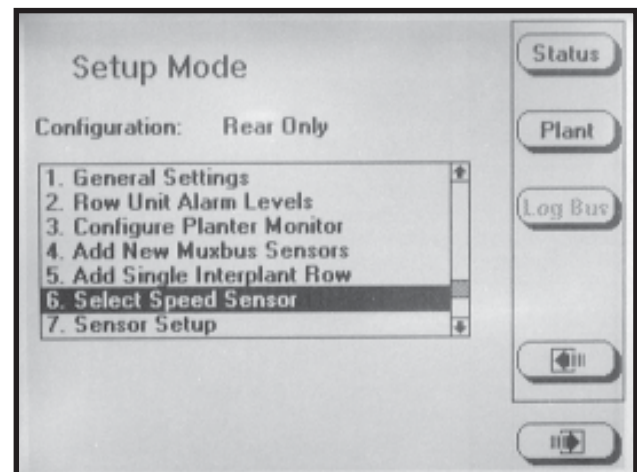 Setup Mode
Configuration: Rear Only
1. General Settings
2. Row Unit Alarm Levels
3. Configure Planter Monitor
4. Add New Muxbus Sensors
5. Add Single Interplant Row
6. Select Speed Sensor
7. Sensor Setup
Status
Plant
Log Bus